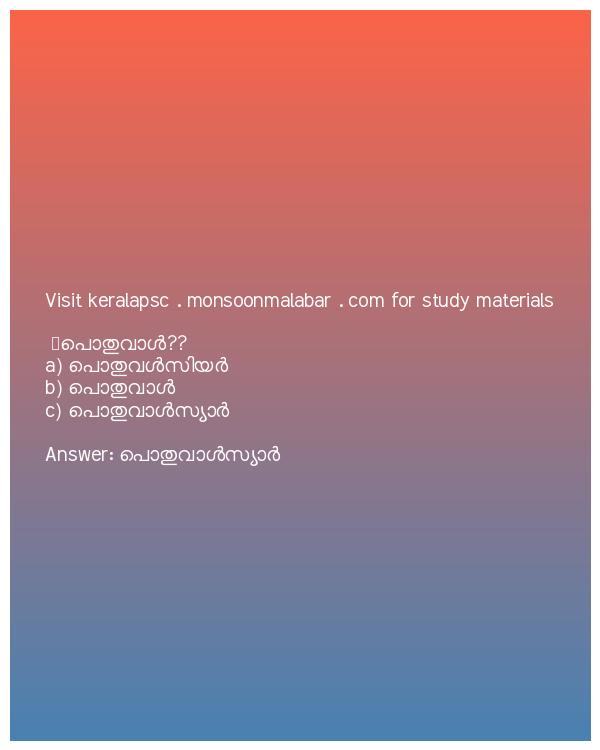 Visit keralapsc . monsoonmalabar . com for study materials
പൊതുവാൾ??
a) പൊതുവൾസിയർ
b) പൊതുവാൾ
c) പൊതുവാൾസ്യാർ
Answer: പൊതുവാൾസ്യാർ